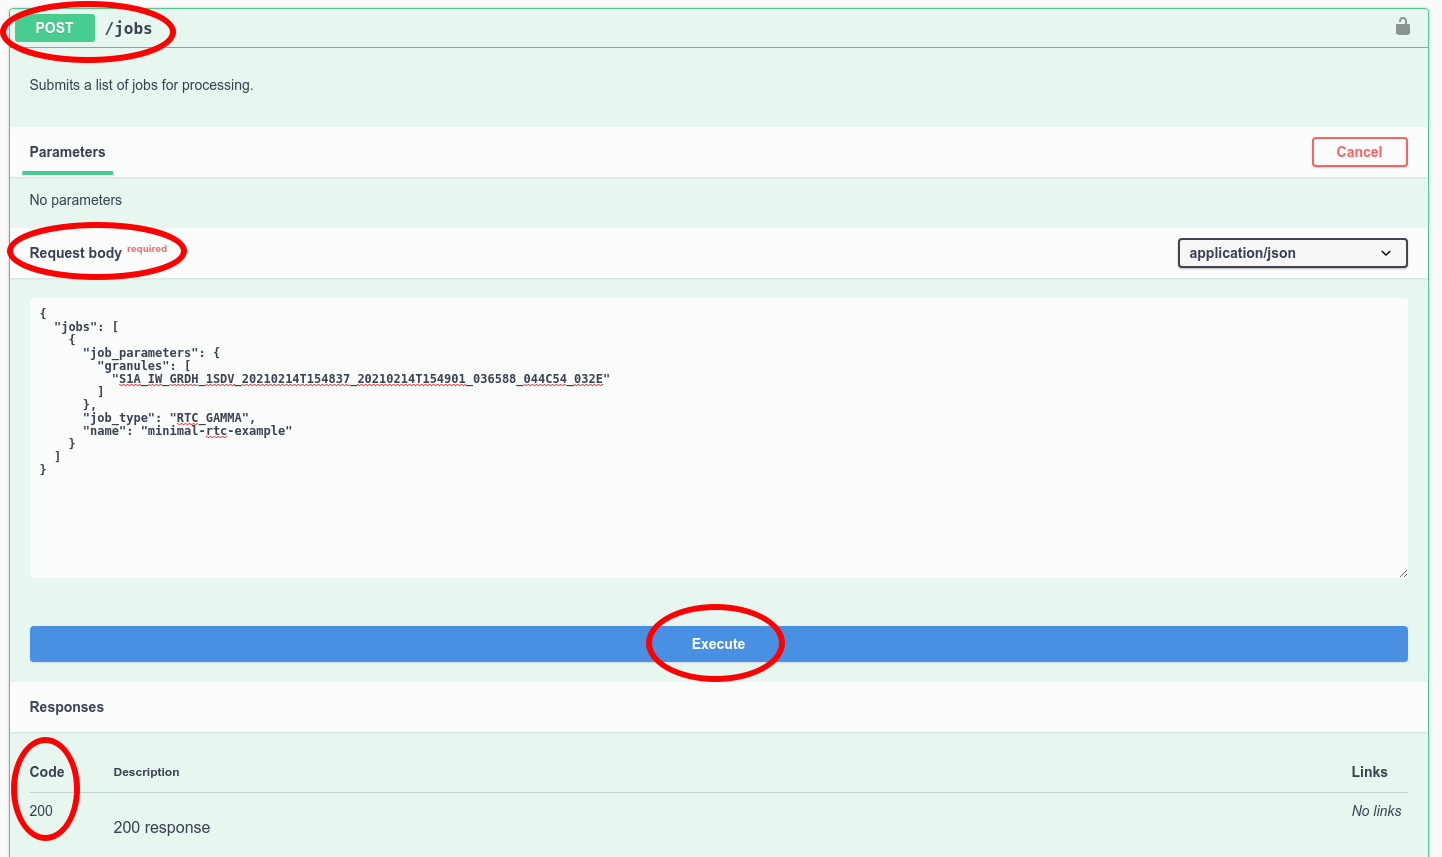 POST /jobs
Submits a list of jobs for processing.
Parameters Cancel
No parameters
Request body required application/json
{
  "jobs": [
    {
      "job_parameters": {
        "granules": [
          "S1A_IW_GRDH_1SDV_20210214T154837_20210214T154901_036588_044C54_032E"
        ]
      },
      "job_type": "RTC_GAMMA",
      "name": "minimal-rtc-example"
    }
  ]
}
Execute
Responses
Code Description Links
200 No links
200 response